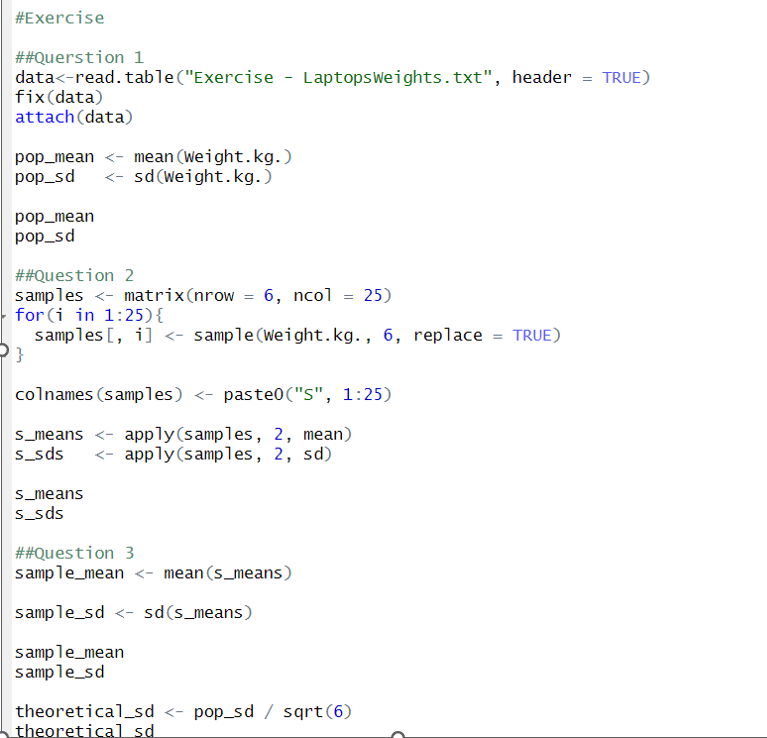 #Exercise
##Querstion 1
data<-read.table("Exercise - LaptopsWeights.txt", header = TRUE)
fix(data)
attach(data)
pop_mean <- mean(Weight.kg.)
pop_sd   <- sd(Weight.kg.)
pop_mean
pop_sd
##Question 2
samples <- matrix(nrow = 6, ncol = 25)
for(i in 1:25){
  samples[, i] <- sample(Weight.kg., 6, replace = TRUE)
}
colnames(samples) <- paste0("S", 1:25)
s_means <- apply(samples, 2, mean)
s_sds   <- apply(samples, 2, sd)
s_means
s_sds
##Question 3
sample_mean <- mean(s_means)
sample_sd <- sd(s_means)
sample_mean
sample_sd
theoretical_sd <- pop_sd / sqrt(6)
theoretical_sd